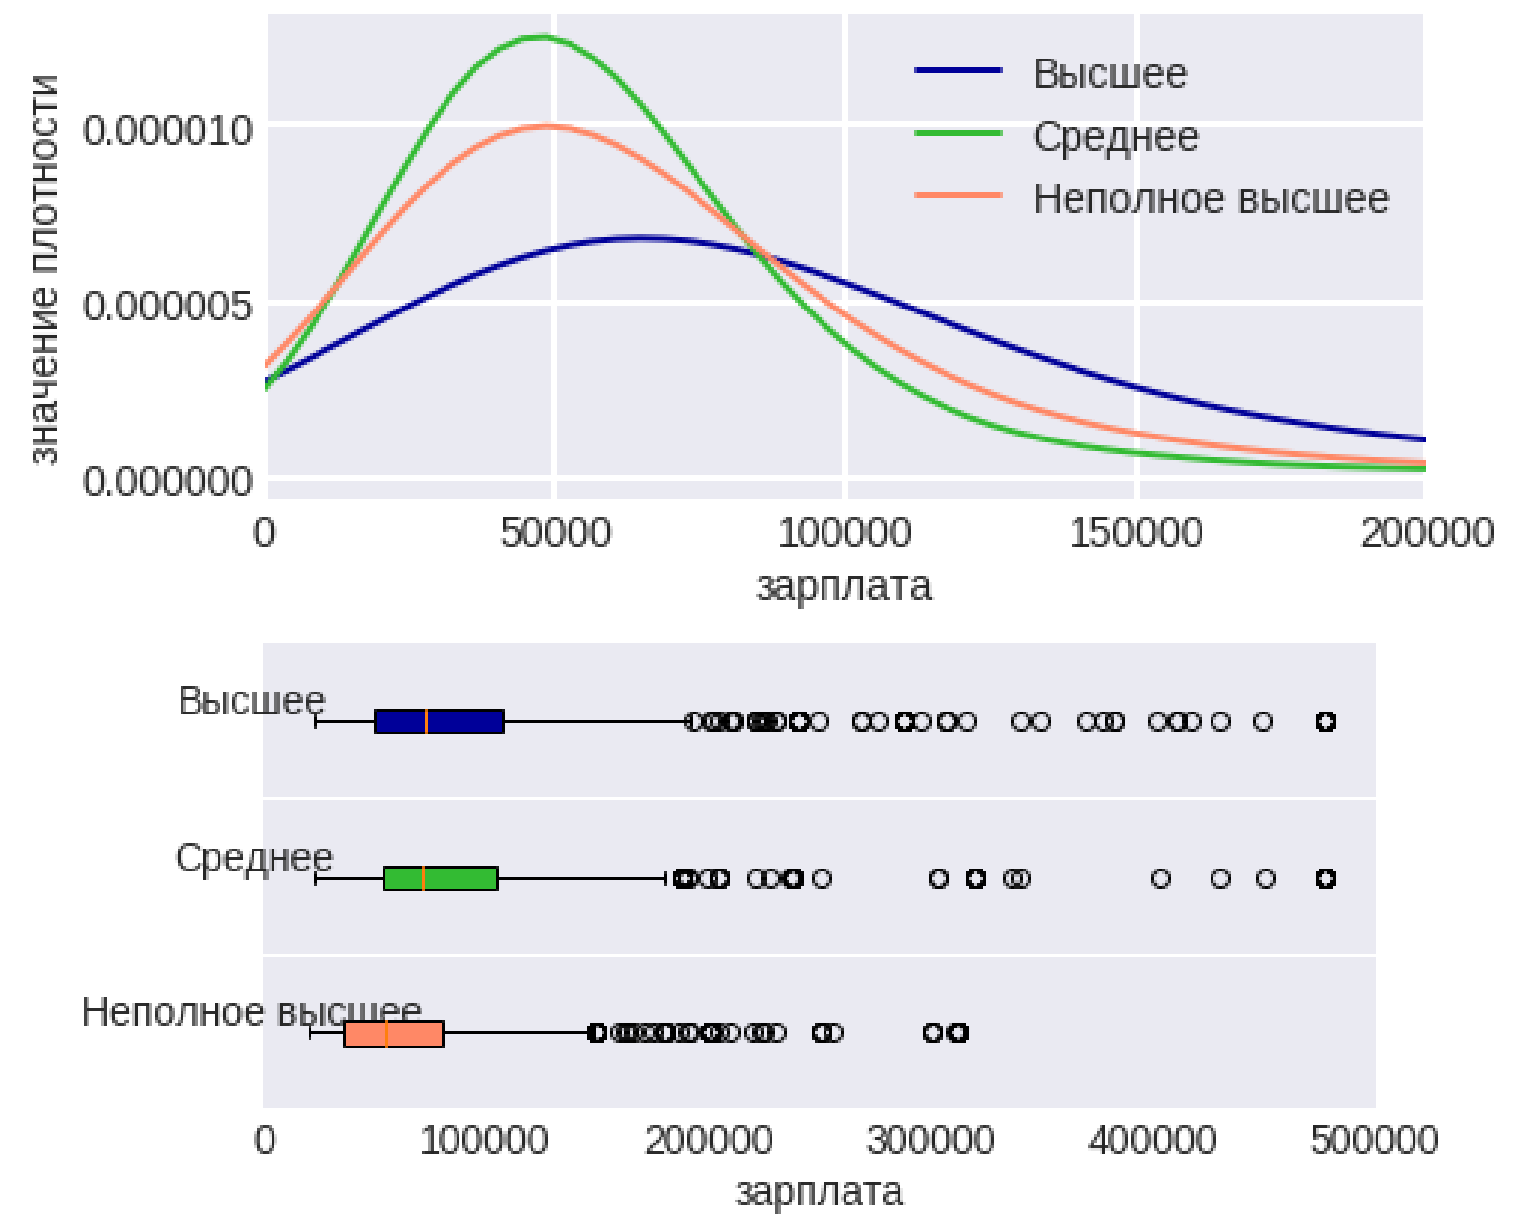 значение плотности
0.000010
0.000005
0.000000
Высшее
Среднее
Неполное высшее
0 50000 100000 150000 200000
зарплата
Высшее
Среднее
Неполное высшее
0 100000 200000 300000 400000 500000
зарплата